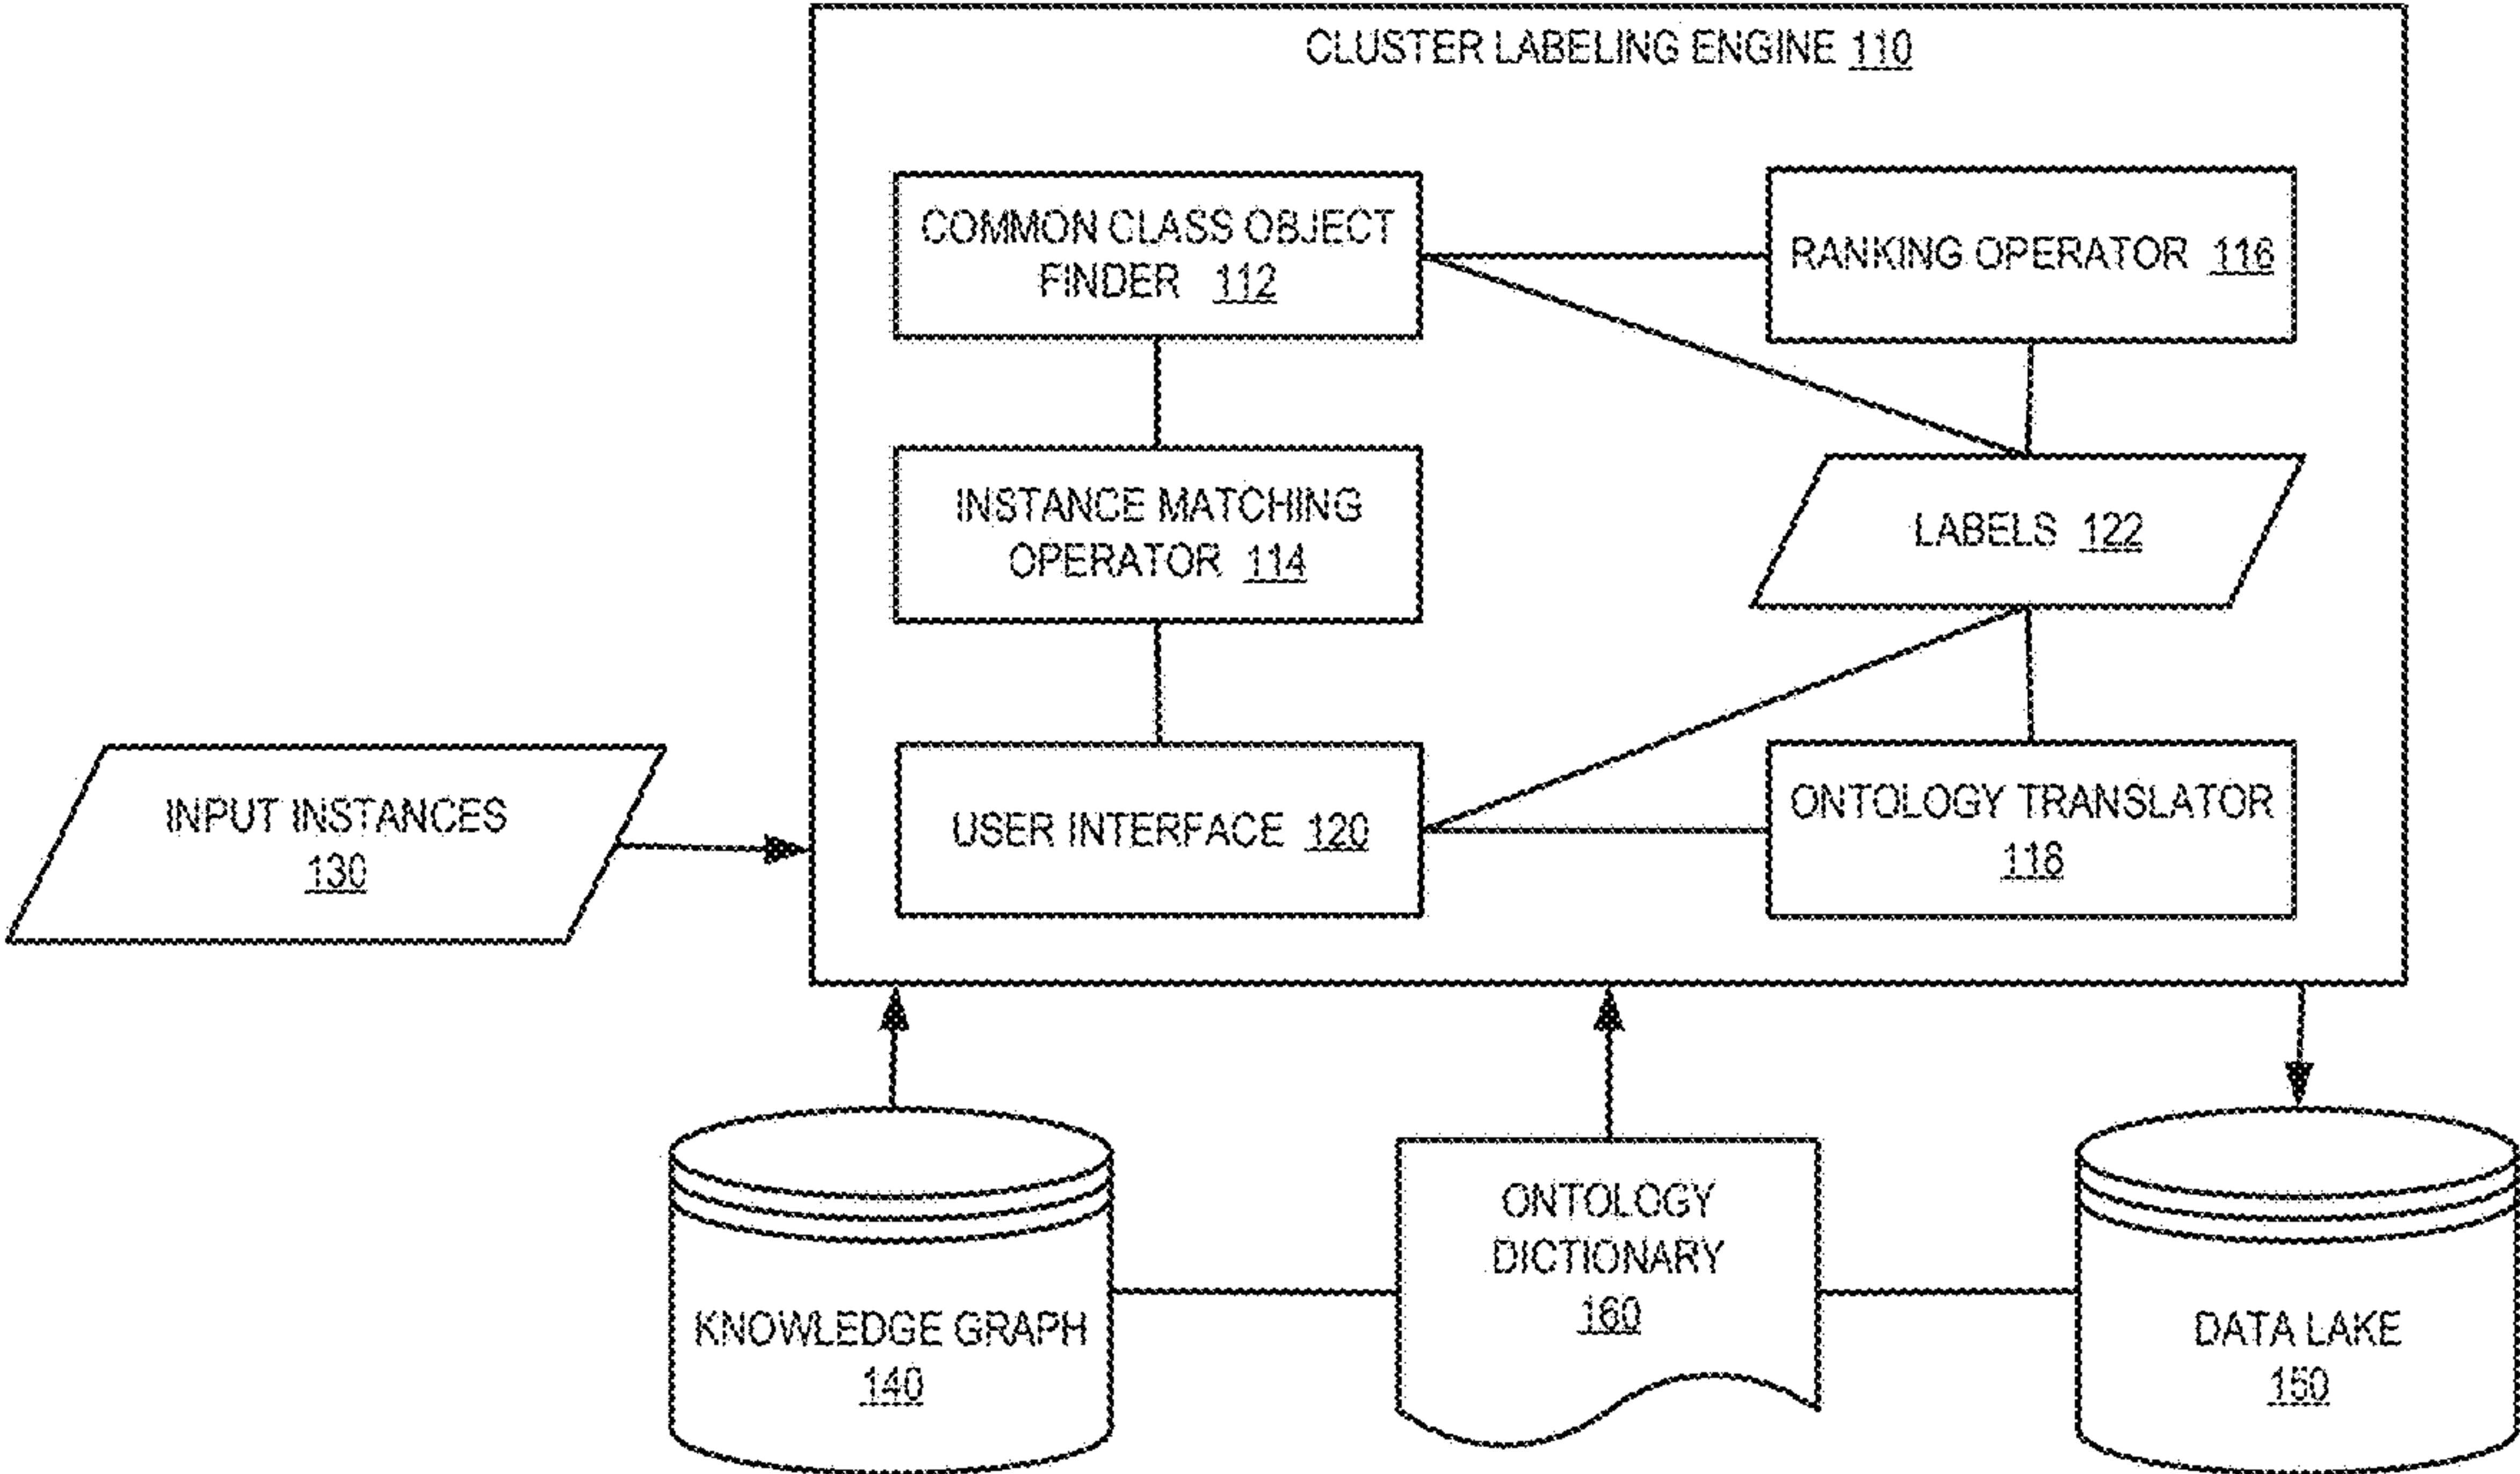 CLUSTER LABELING ENGINE 110
COMMON CLASS OBJECT
FINDER 112
RANKING OPERATOR 116
INSTANCE MATCHING
OPERATOR 114
LABELS 122
INPUT INSTANCES
130
USER INTERFACE 120
ONTOLOGY TRANSLATOR
118
KNOWLEDGE GRAPH
140
ONTOLOGY
DICTIONARY
160
DATA LAKE
150